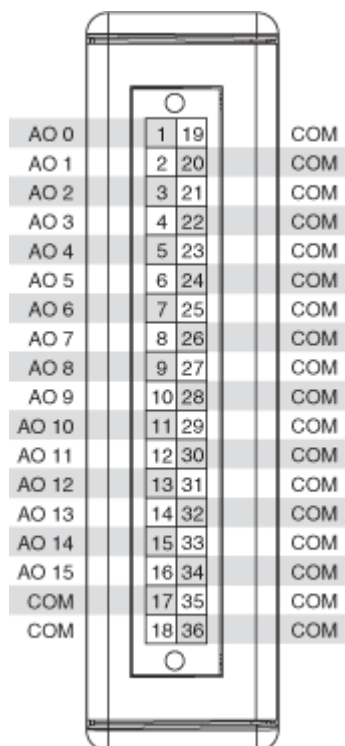 AO 0 1 19 COM
AO 1 2 20 COM
AO 2 3 21 COM
AO 3 4 22 COM
AO 4 5 23 COM
AO 5 6 24 COM
AO 6 7 25 COM
AO 7 8 26 COM
AO 8 9 27 COM
AO 9 10 28 COM
AO 10 11 29 COM
AO 11 12 30 COM
AO 12 13 31 COM
AO 13 14 32 COM
AO 14 15 33 COM
AO 15 16 34 COM
COM 17 35 COM
COM 18 36 COM